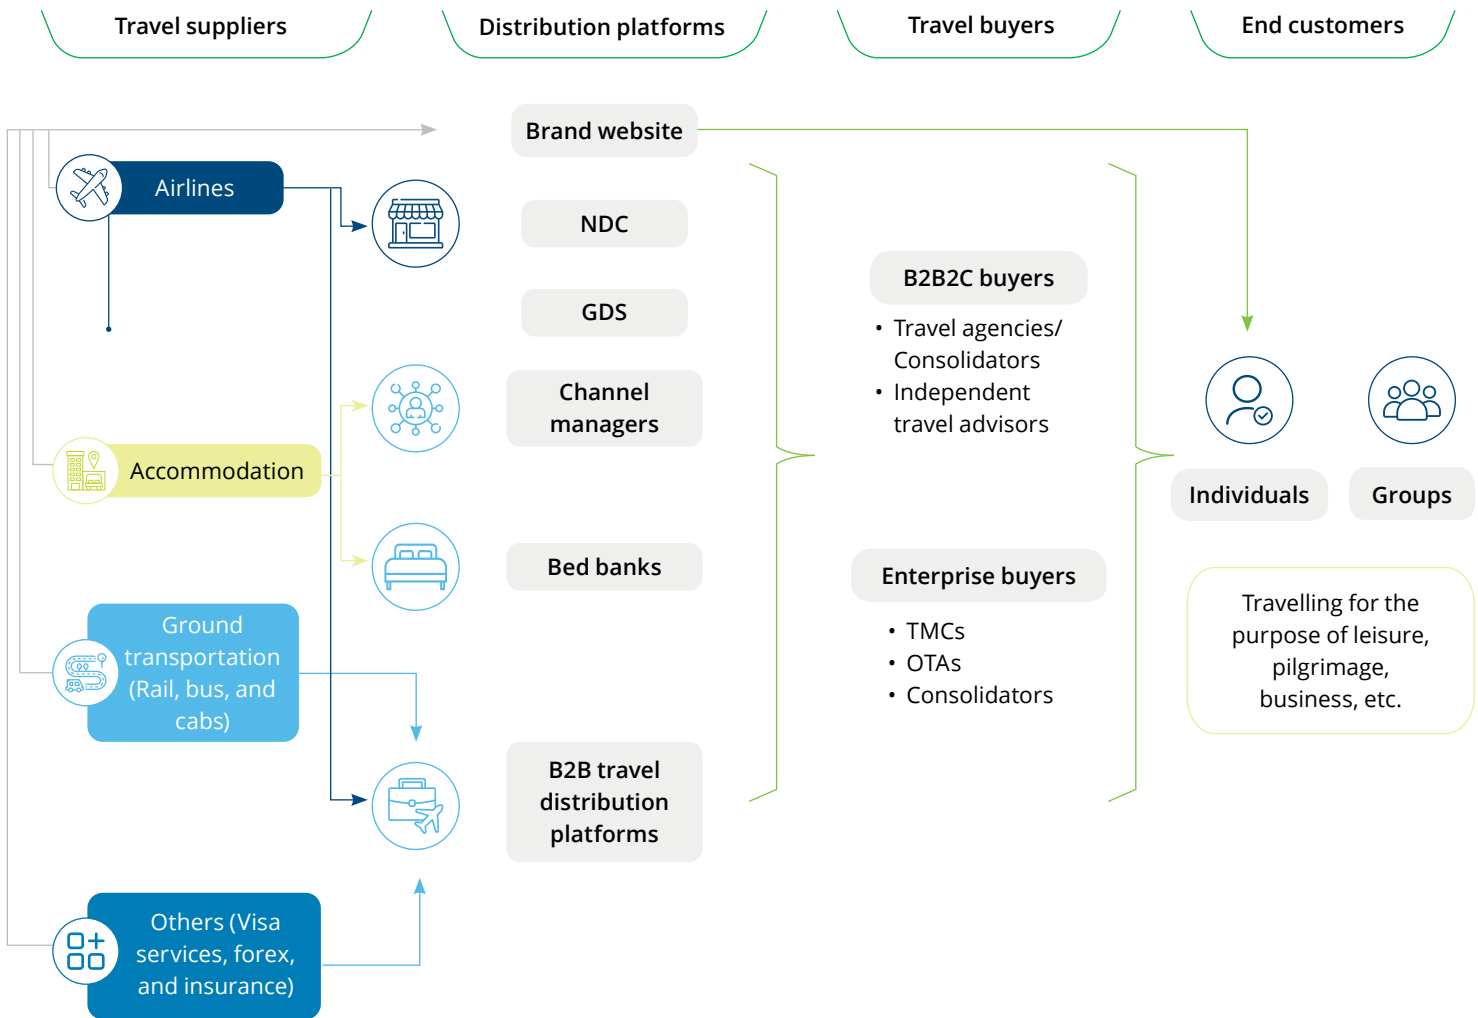 Travel suppliers
Distribution platforms
Travel buyers
End customers
Brand website
Airlines
NDC
GDS
Channel
managers
Accommodation
Bed banks
Ground
transportation
(Rail, bus, and
cabs)
B2B travel
distribution
platforms
Others (Visa
services, forex,
and insurance)
B2B2C buyers
• Travel agencies/
Consolidators
• Independent
travel advisors
Enterprise buyers
• TMCs
• OTAs
• Consolidators
Individuals
Groups
Travelling for the
purpose of leisure,
pilgrimage,
business, etc.